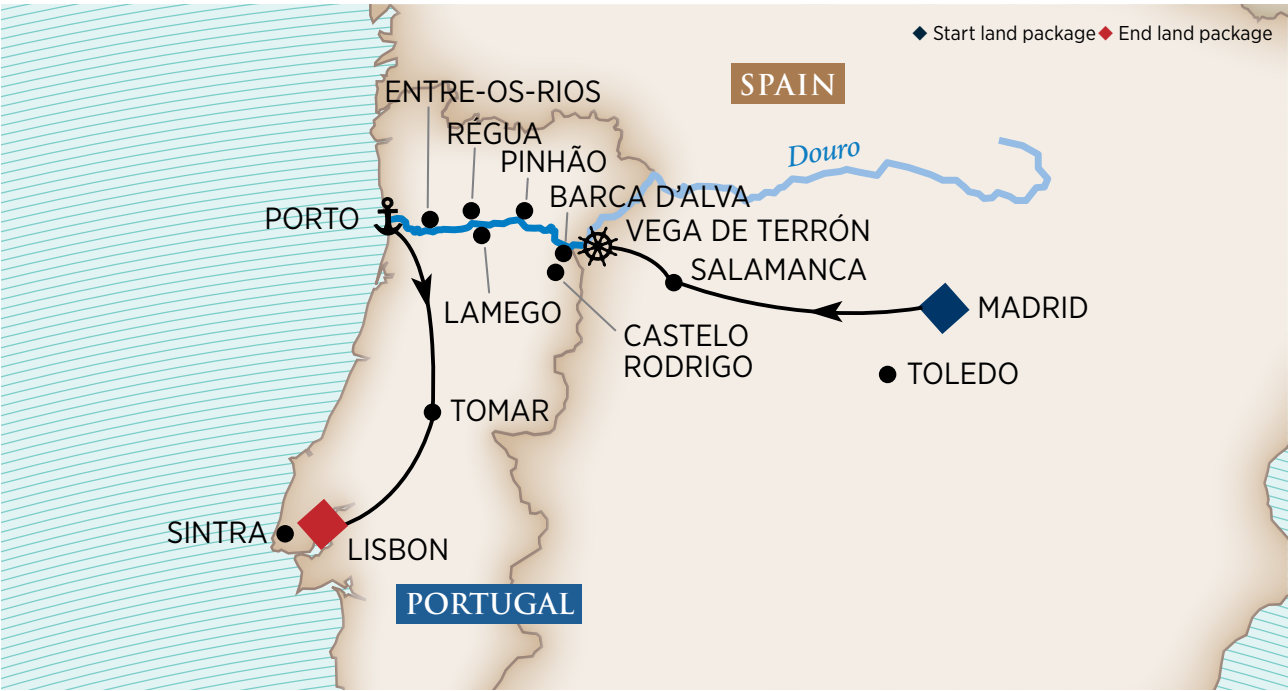 Start land package
End land package
SPAIN
ENTRE-OS-RIOS
RÉGUA
PINHÃO
Douro
BARCA D'ALVA
PORTO
VEGA DE TERRÓN
SALAMANCA
LAMEGO
MADRID
CASTELO
RODRIGO
TOLEDO
TOMAR
SINTRA
LISBON
PORTUGAL